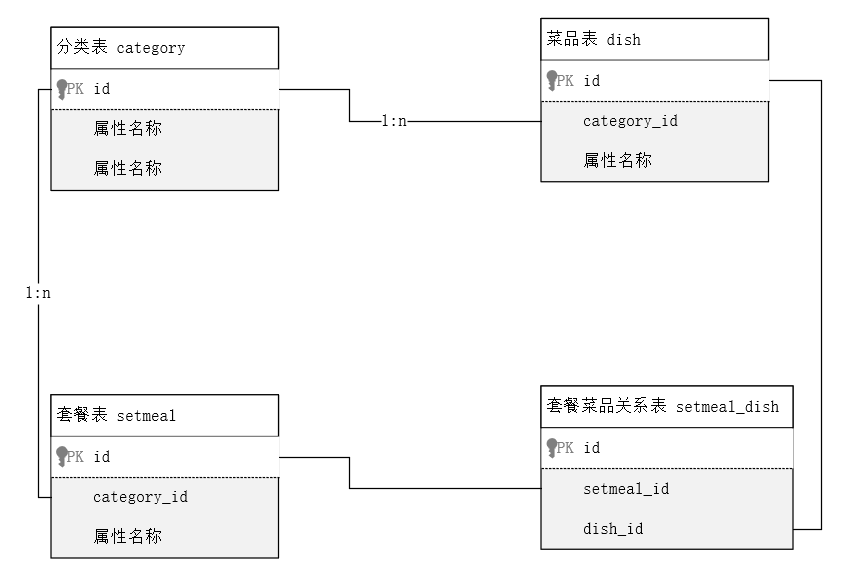 分类表 category
PK id
属性名称
属性名称
菜品表 dish
PK id
category_id
属性名称
1:n
1:n
套餐表 setmeal
PK id
category_id
属性名称
套餐菜品关系表 setmeal_dish
PK id
setmeal_id
dish_id